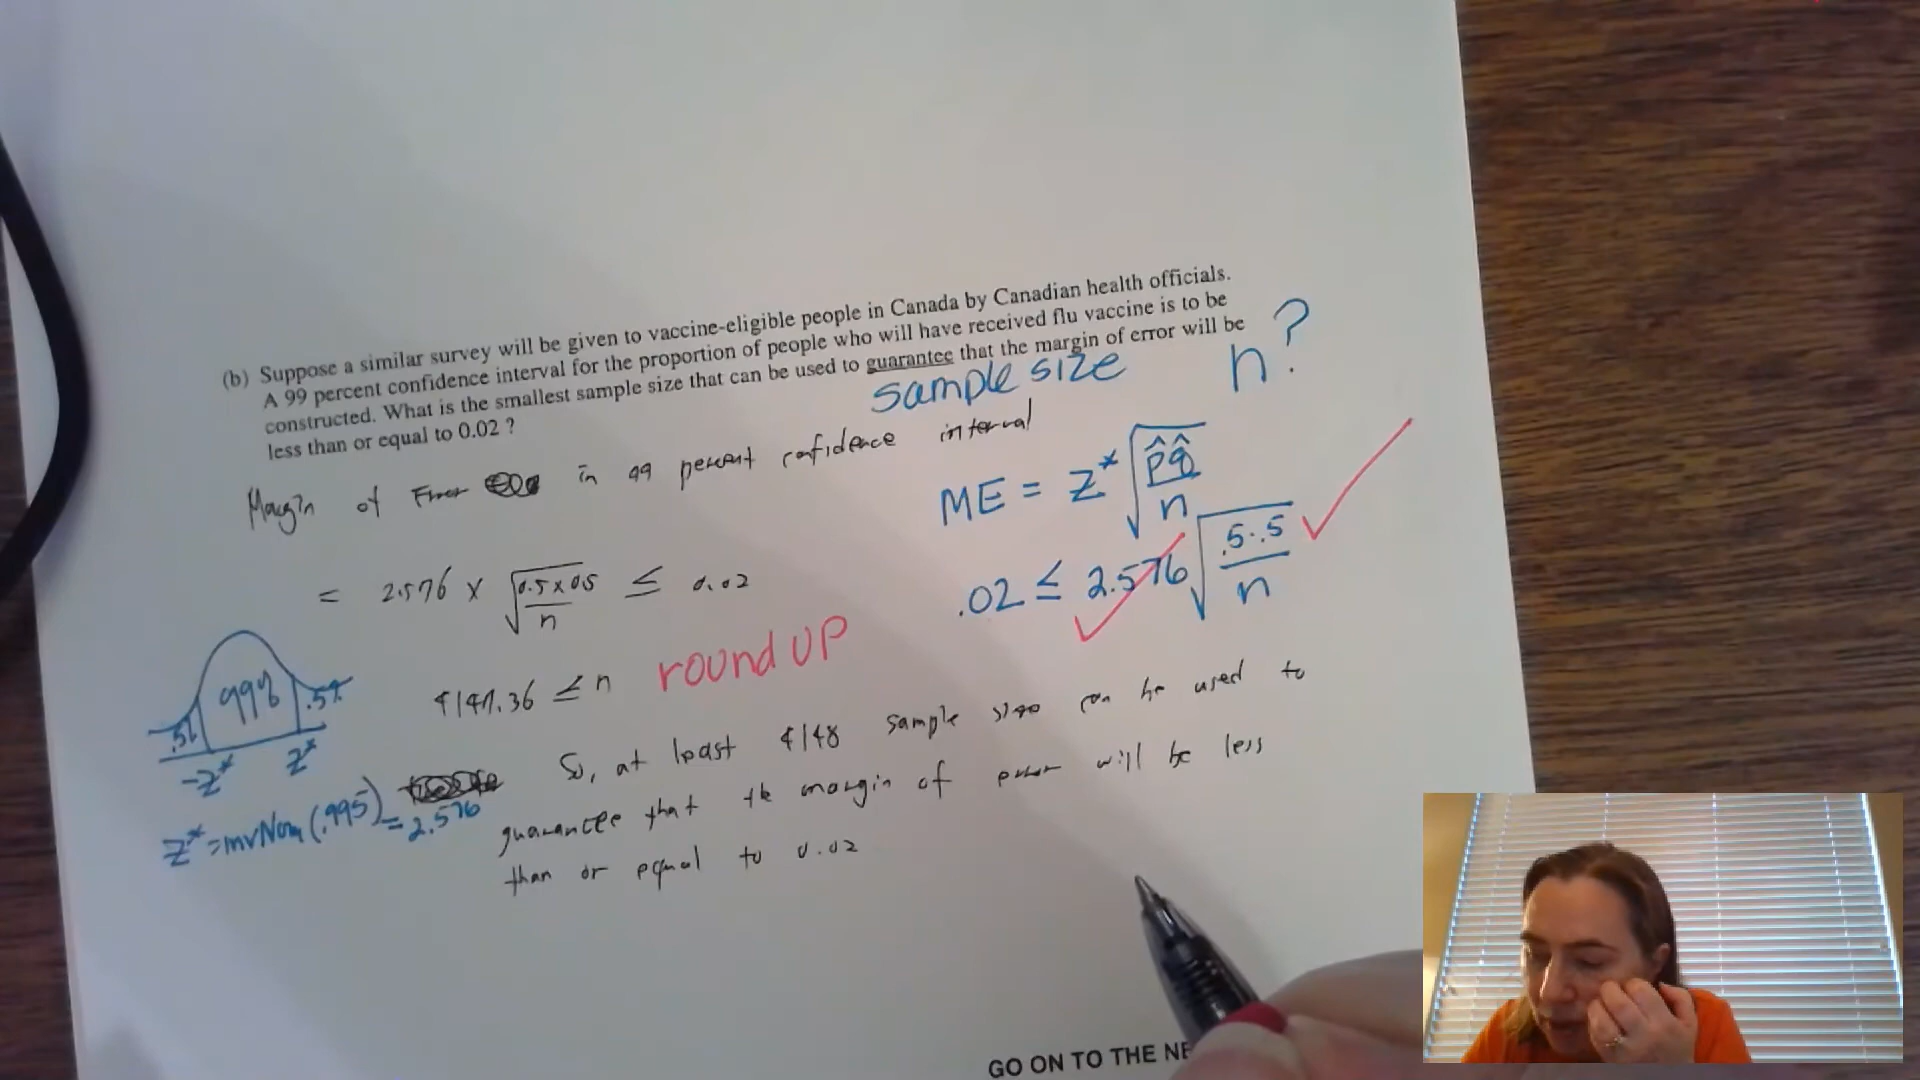 (b) Suppose a similar survey will be given to vaccine-eligible people in Canada by Canadian health officials.
A 99 percent confidence interval for the proportion of people who will have received flu vaccine is to be
constructed. What is the smallest sample size that can be used to guarantee that the margin of error will be
less than or equal to 0.02 ?
sample size
n?
Margin of Error in 99 percent confidence interval
ME = z* √(p̂q̂/n)
= 2.576 × √(0.5 × 0.5/n) ≤ 0.02
.02 ≤ 2.576 √(.5·.5/n)
4147.36 ≤ n
round UP
99%
.5%
.5%
-z*
z*
z* = invNorm(.995) = 2.576
So, at least 4148 sample size can be used to
guarantee that the margin of error will be less
than or equal to 0.02
GO ON TO THE NE